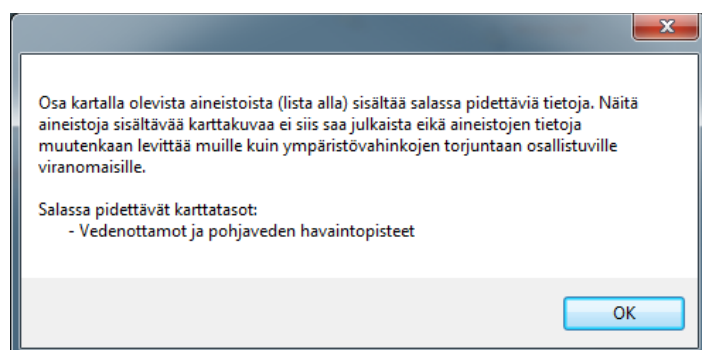 Osa kartalla olevista aineistoista (lista alla) sisältää salassa pidettäviä tietoja. Näitä
aineistoja sisältävää karttakuvaa ei siis saa julkaista eikä aineistojen tietoja
muutenkaan levittää muille kuin ympäristövahinkojen torjuntaan osallistuville
viranomaisille.
Salassa pidettävät karttatasot:
- Vedenottamot ja pohjaveden havaintopisteet
OK